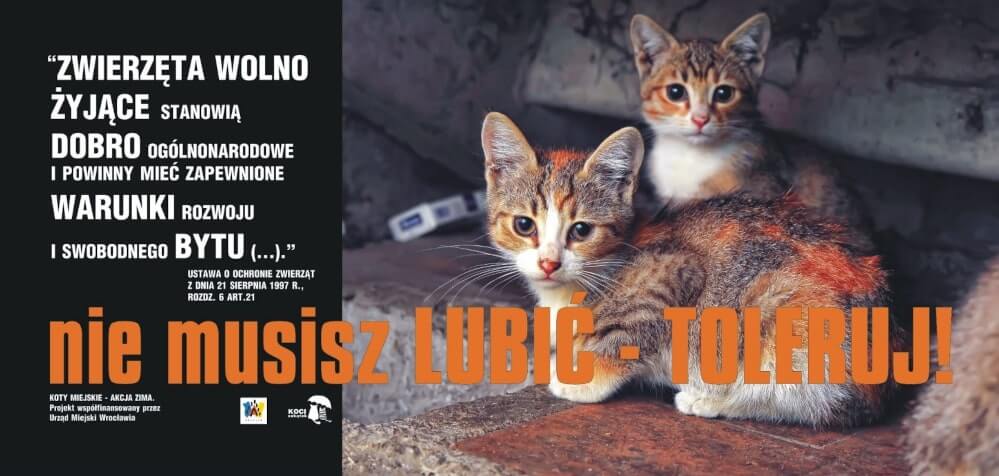 “ZWIERZĘTA WOLNO
ŻYJĄCE STANOWIĄ
DOBRO OGÓLNONARODOWE
I POWINNY MIEĆ ZAPEWNIONE
WARUNKI ROZWOJU
I SWOBODNEGO BYTU (...).”
USTAWA O OCHRONIE ZWIERZĄT
Z DNIA 21 SIERPNIA 1997 R.,
ROZDZ. 6 ART.21
nie musisz LUBIĆ - TOLERUJ!
KOTY MIEJSKIE - AKCJA ZIMA.
Projekt współfinansowany przez
Urząd Miejski Wrocławia
KOCI